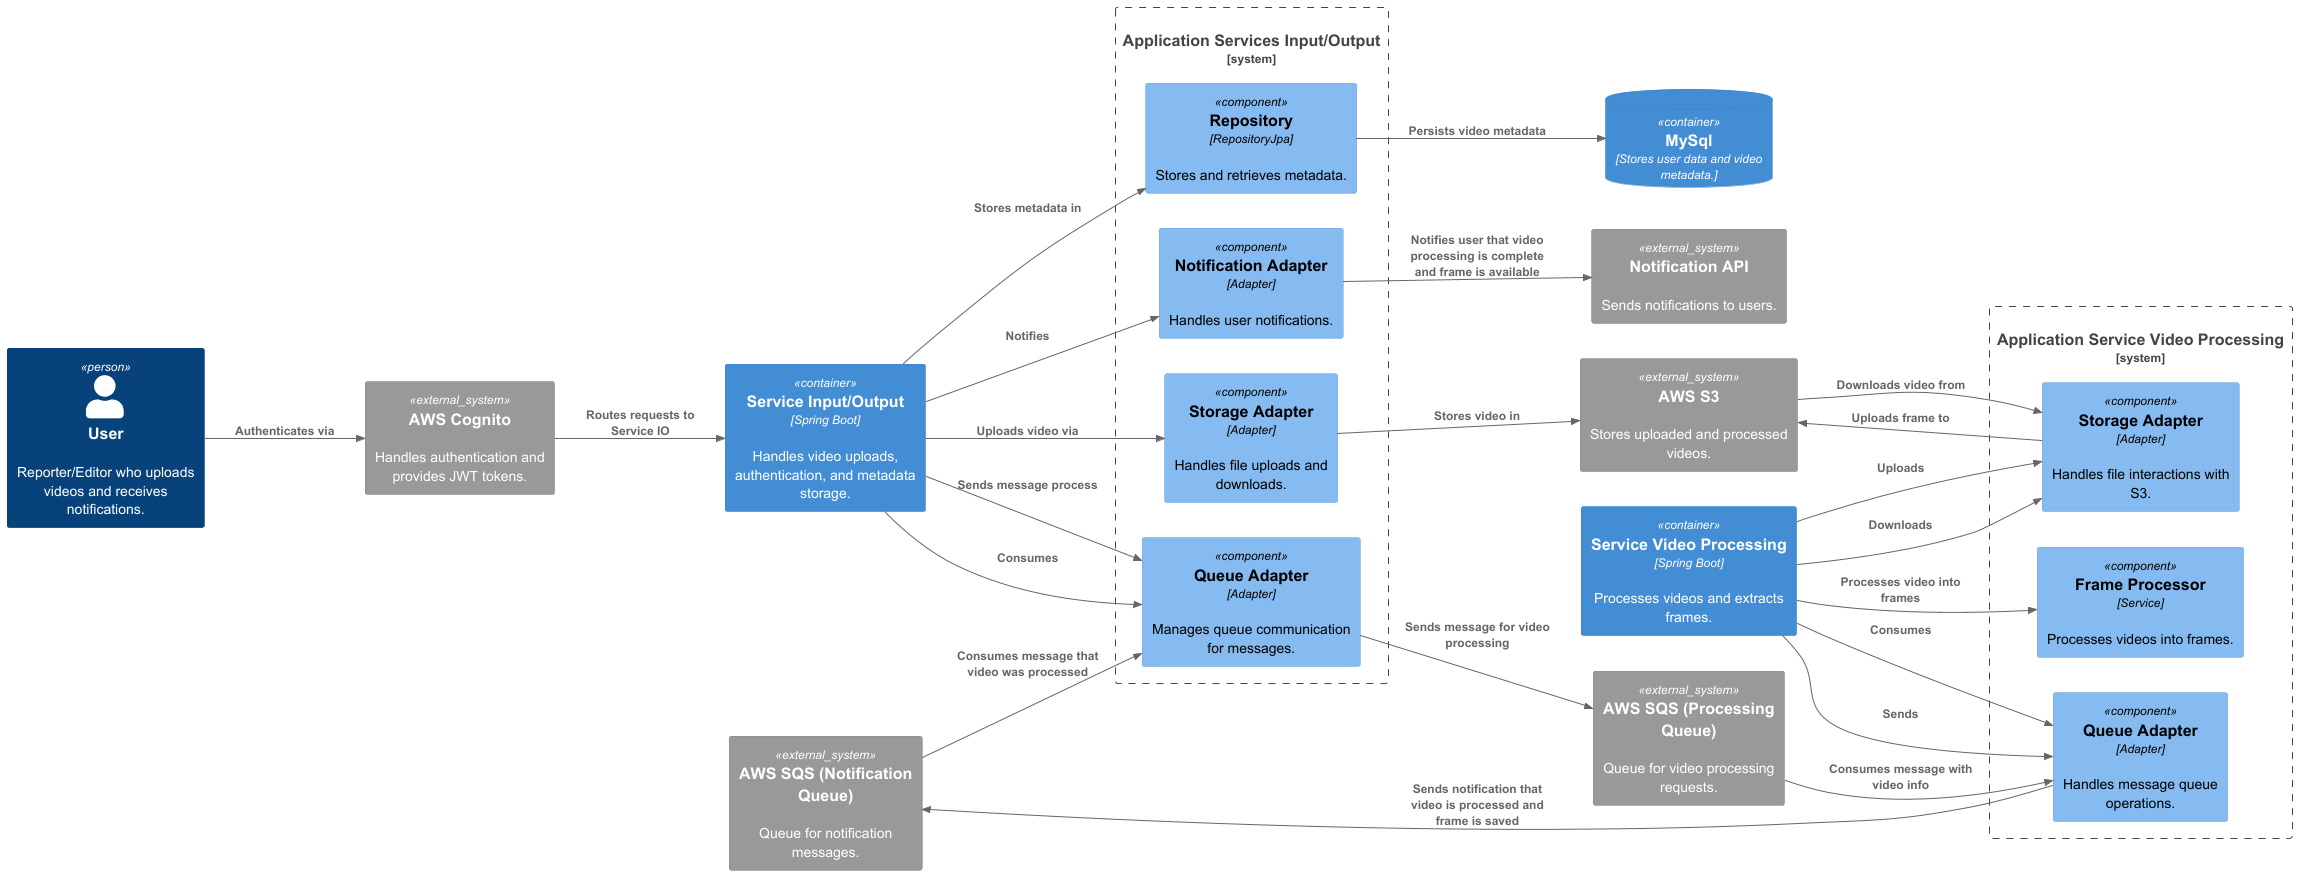 «person»
User
Reporter/Editor who uploads
videos and receives
notifications.
Authenticates via
«external_system»
AWS Cognito
Handles authentication and
provides JWT tokens.
Routes requests to
Service IO
«container»
Service Input/Output
[Spring Boot]
Handles video uploads,
authentication, and metadata
storage.
Stores metadata in
Notifies
Uploads video via
Sends message process
Consumes
Consumes message that
video was processed
«external_system»
AWS SQS (Notification
Queue)
Queue for notification
messages.
Application Services Input/Output
[system]
«component»
Repository
[RepositoryJpa]
Stores and retrieves metadata.
«component»
Notification Adapter
[Adapter]
Handles user notifications.
«component»
Storage Adapter
[Adapter]
Handles file uploads and
downloads.
«component»
Queue Adapter
[Adapter]
Manages queue communication
for messages.
Persists video metadata
Notifies user that video
processing is complete
and frame is available
Stores video in
Sends message for video
processing
Sends notification that
video is processed and
frame is saved
«container»
MySql
[Stores user data and video
metadata.]
«external_system»
Notification API
Sends notifications to users.
«external_system»
AWS S3
Stores uploaded and processed
videos.
«container»
Service Video Processing
[Spring Boot]
Processes videos and extracts
frames.
«external_system»
AWS SQS (Processing
Queue)
Queue for video processing
requests.
Downloads video from
Uploads frame to
Uploads
Downloads
Processes video into
frames
Consumes
Sends
Consumes message with
video info
Application Service Video Processing
[system]
«component»
Storage Adapter
[Adapter]
Handles file interactions with
S3.
«component»
Frame Processor
[Service]
Processes videos into frames.
«component»
Queue Adapter
[Adapter]
Handles message queue
operations.